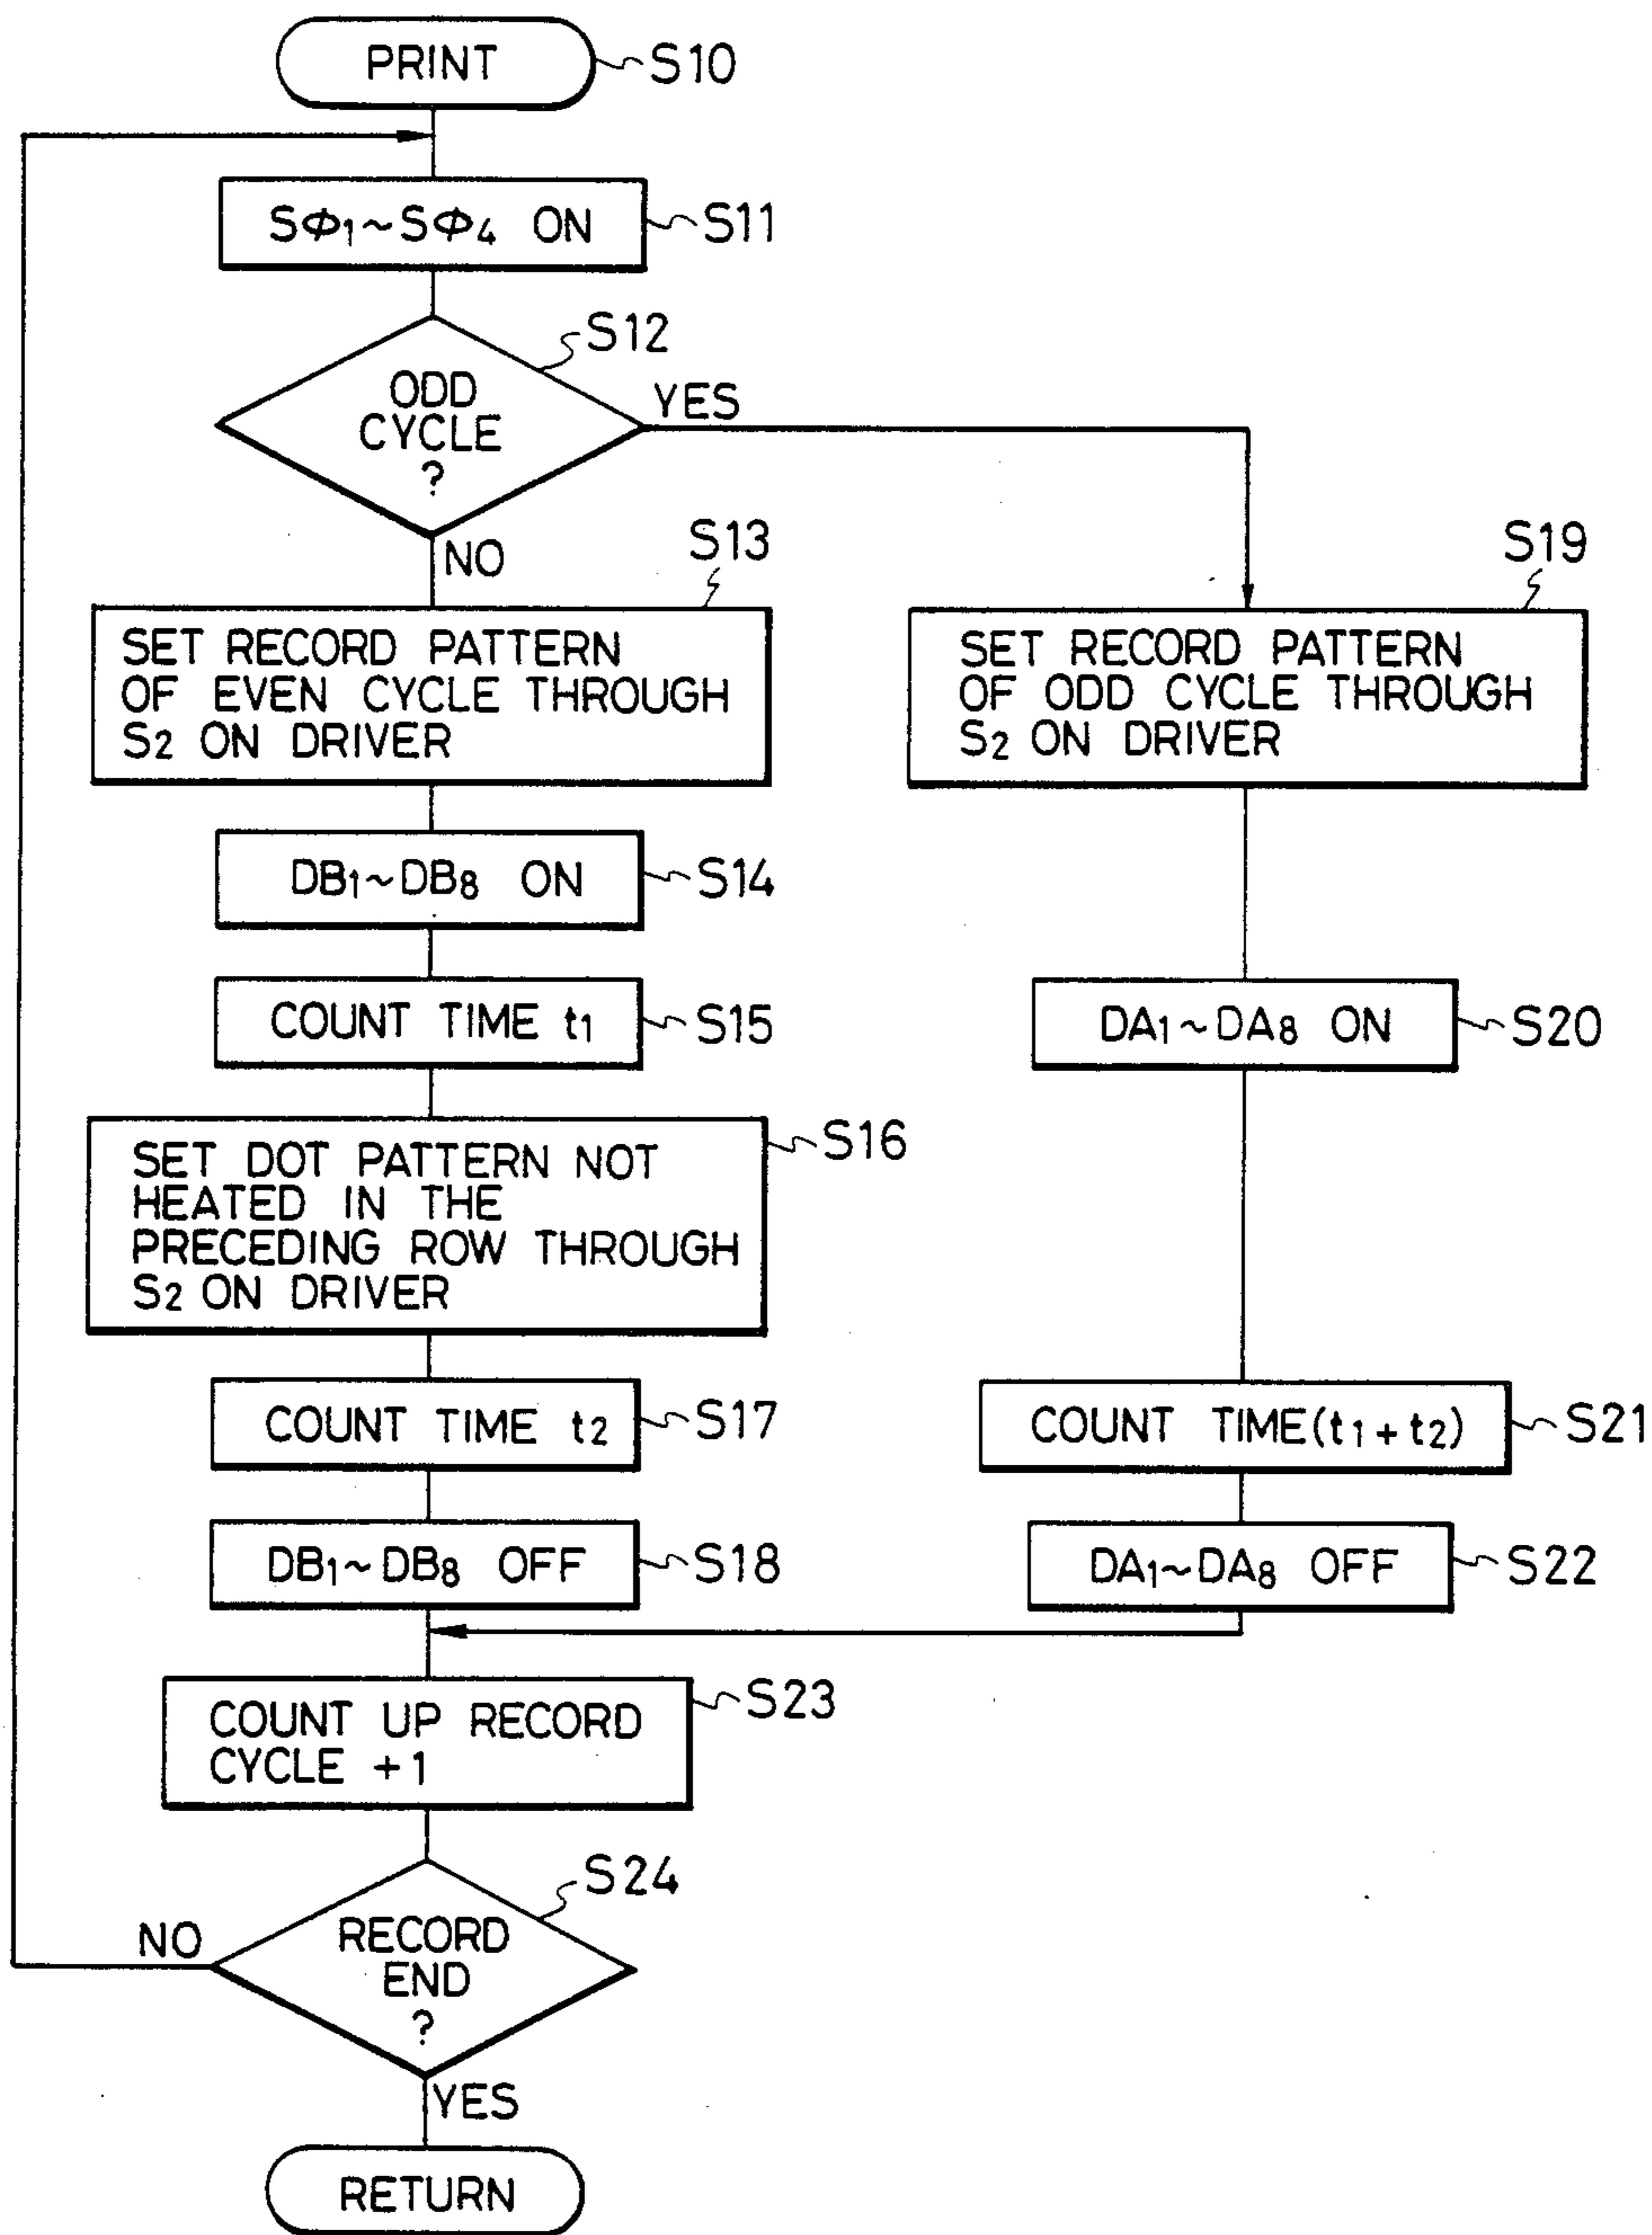 PRINT
S10
SΦ₁~SΦ₄ ON
S11
S12
ODD
CYCLE
?
YES
NO
S13
SET RECORD PATTERN
OF EVEN CYCLE THROUGH
S₂ ON DRIVER
DB₁~DB₈ ON
S14
COUNT TIME t₁
S15
SET DOT PATTERN NOT
HEATED IN THE
PRECEDING ROW THROUGH
S₂ ON DRIVER
S16
COUNT TIME t₂
S17
DB₁~DB₈ OFF
S18
S19
SET RECORD PATTERN
OF ODD CYCLE THROUGH
S₂ ON DRIVER
DA₁~DA₈ ON
S20
COUNT TIME(t₁+t₂)
S21
DA₁~DA₈ OFF
S22
COUNT UP RECORD
CYCLE +1
S23
S24
RECORD
END
?
NO
YES
RETURN